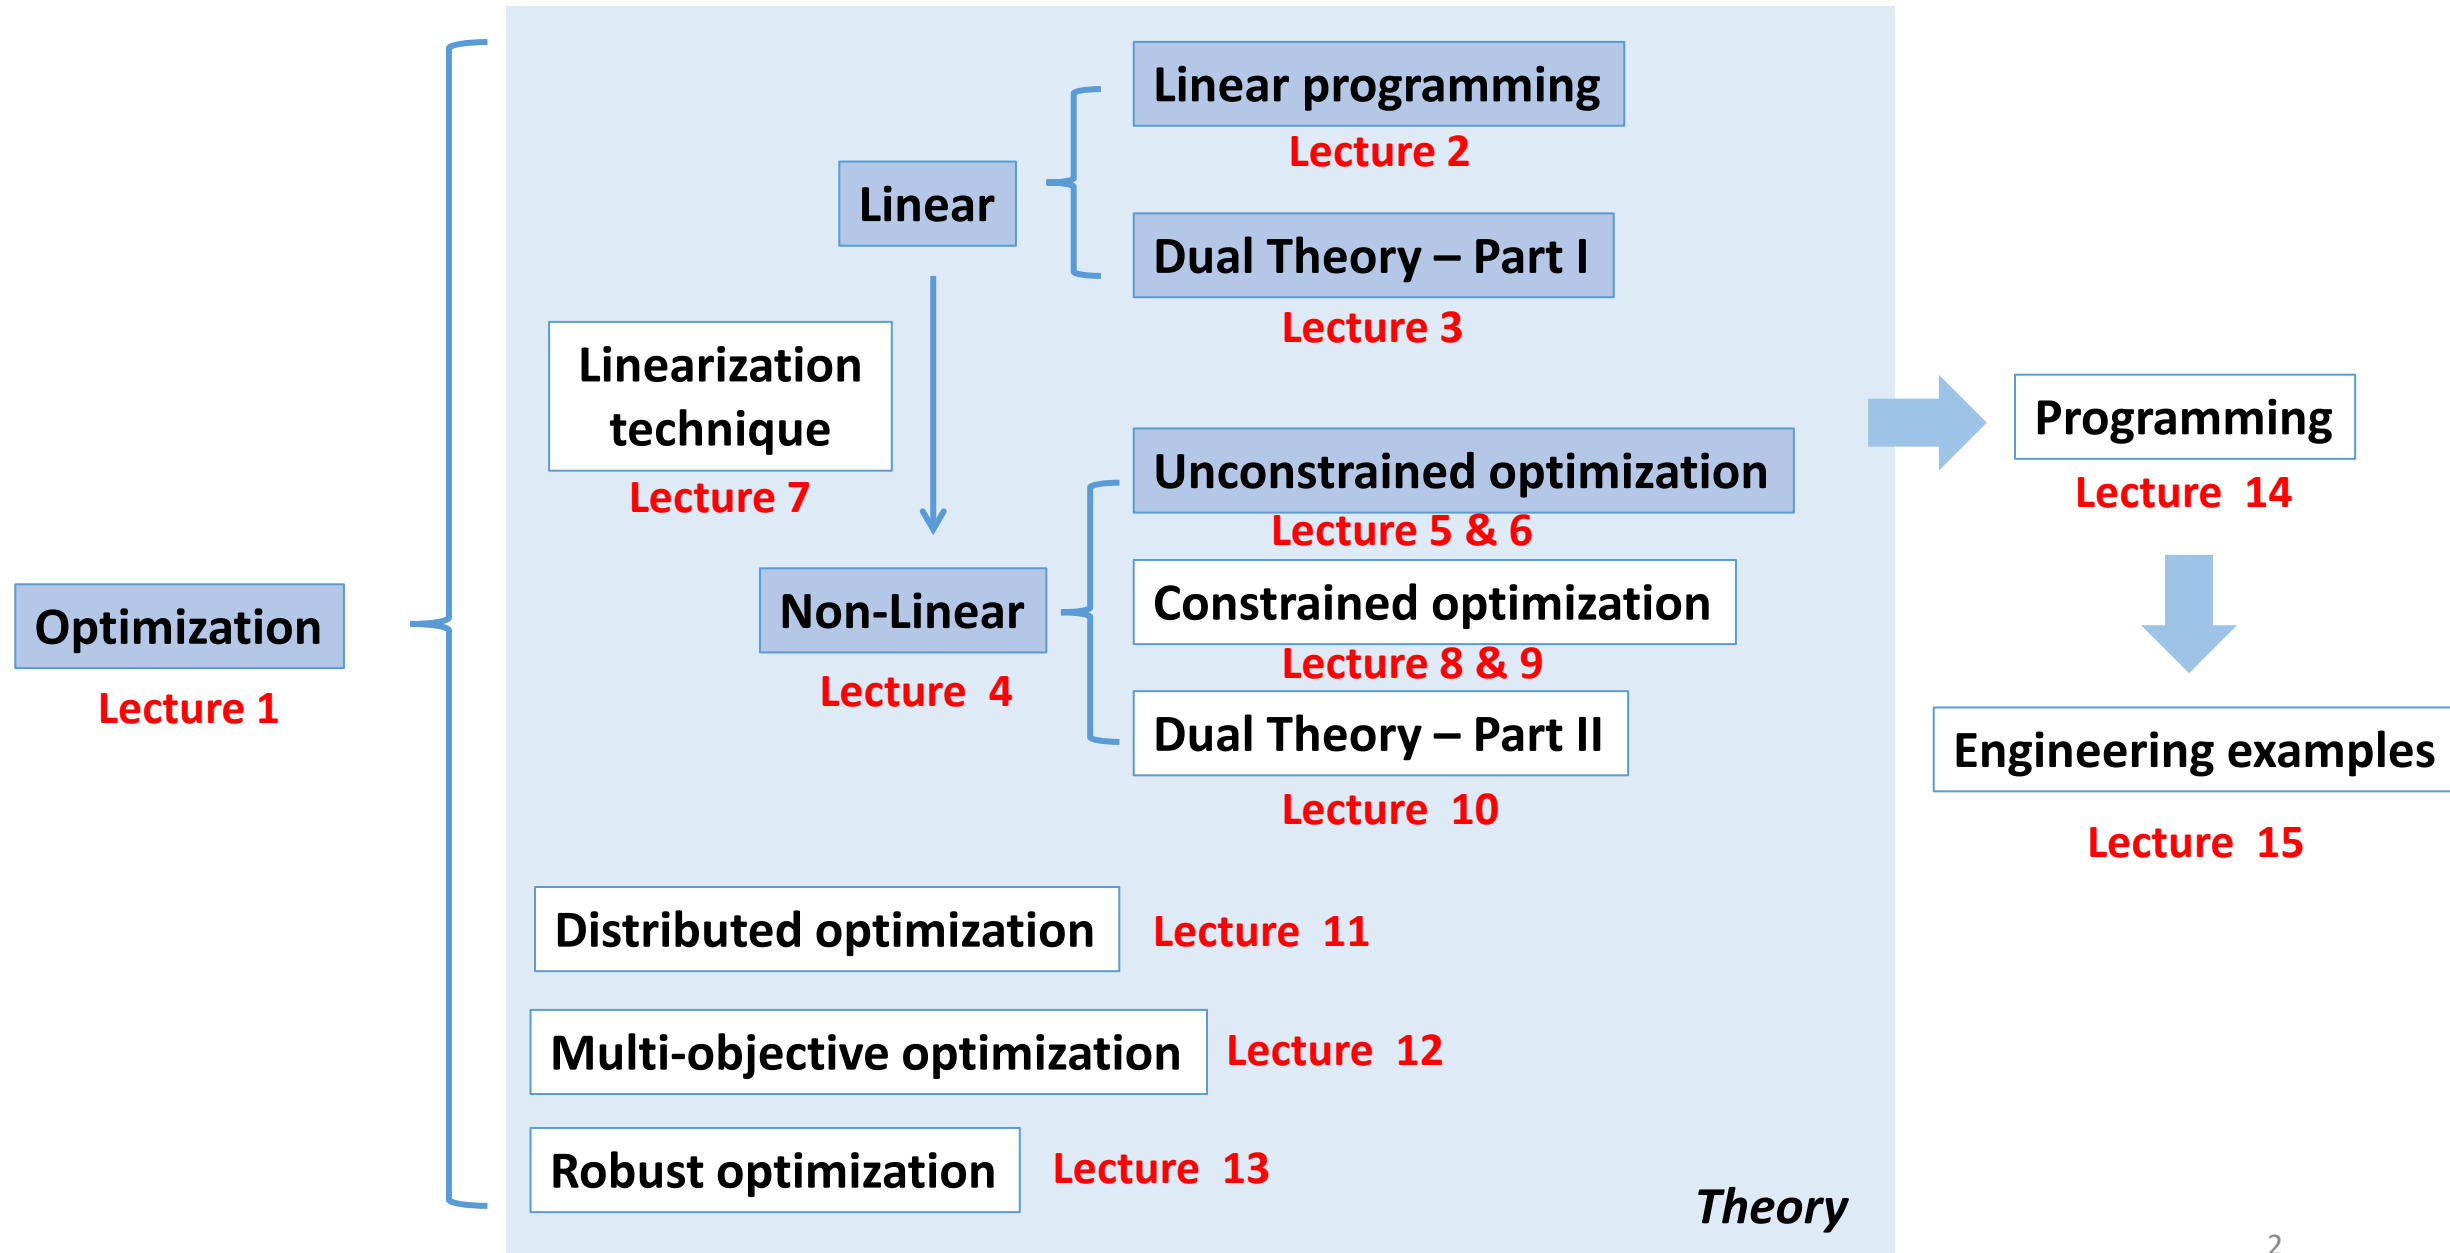 Optimization
Lecture 1
Linear
Linear programming
Lecture 2
Dual Theory – Part I
Lecture 3
Linearization
technique
Lecture 7
Non-Linear
Lecture  4
Unconstrained optimization
Lecture 5 & 6
Constrained optimization
Lecture 8 & 9
Dual Theory – Part II
Lecture  10
Distributed optimization
Lecture  11
Multi-objective optimization
Lecture  12
Robust optimization
Lecture  13
Theory
Programming
Lecture  14
Engineering examples
Lecture  15
2